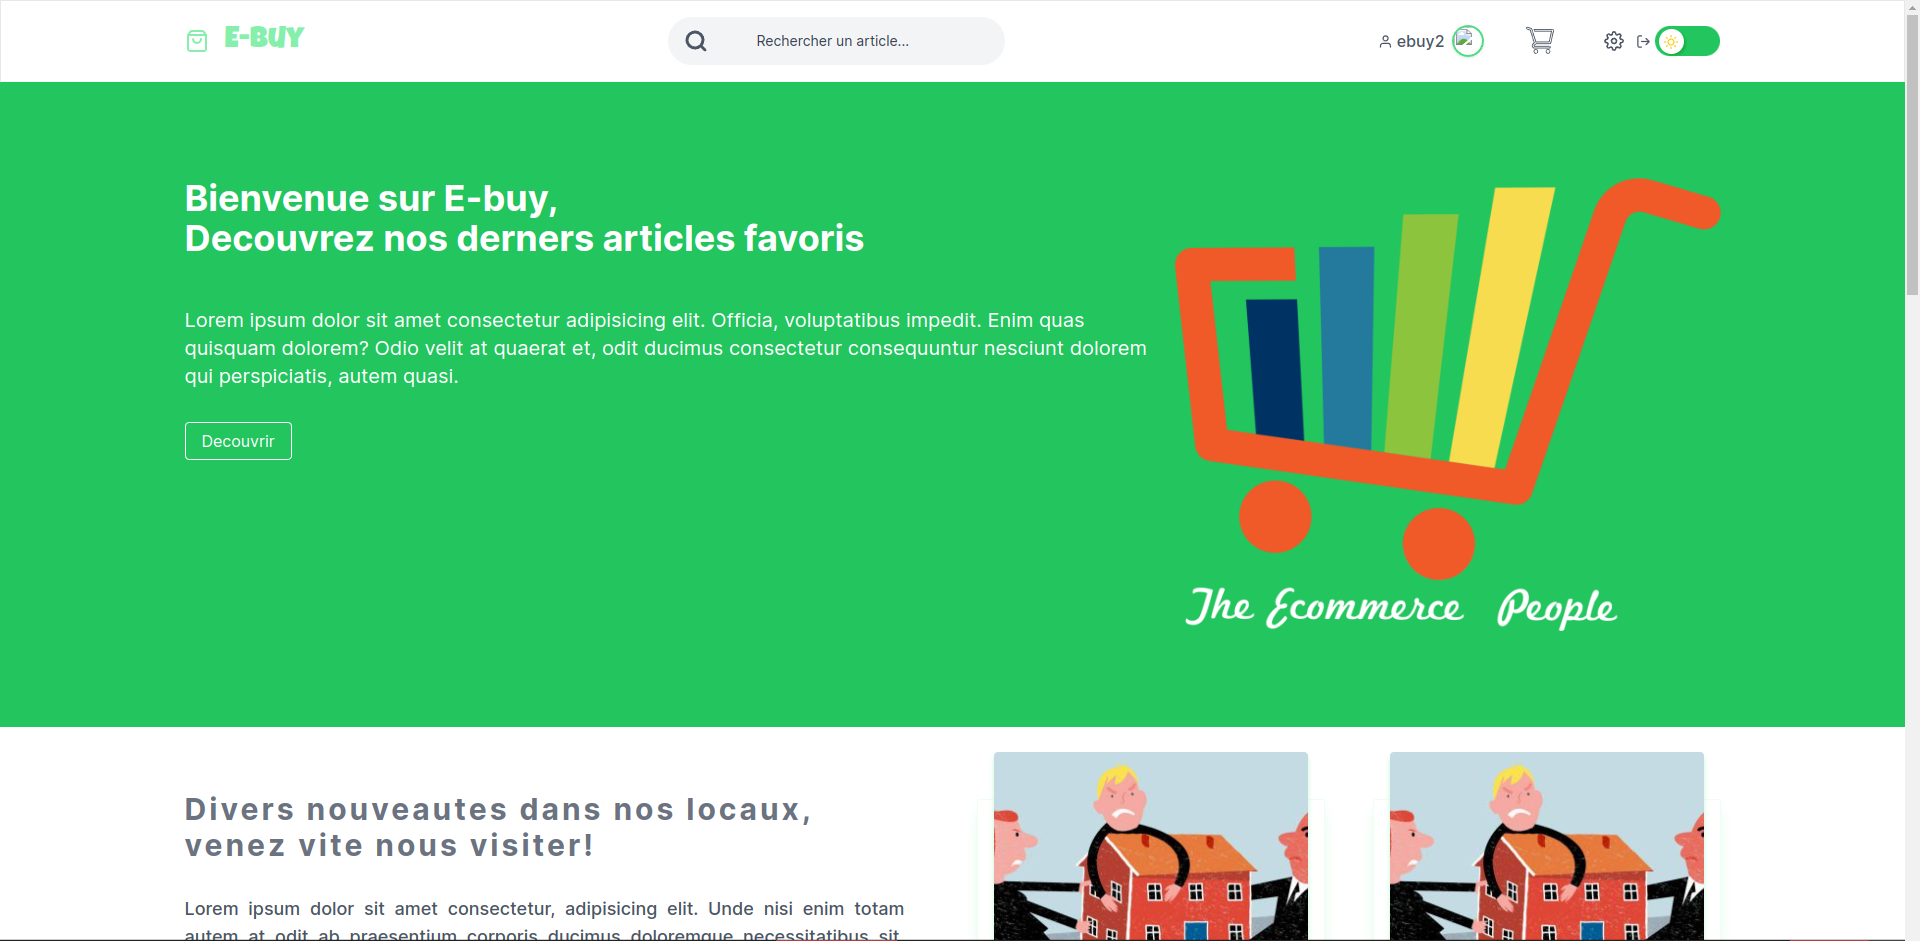 E-BUY
Rechercher un article...
ebuy2
Bienvenue sur E-buy,
Decouvrez nos derners articles favoris
Lorem ipsum dolor sit amet consectetur adipisicing elit. Officia, voluptatibus impedit. Enim quas
quisquam dolorem? Odio velit at quaerat et, odit ducimus consectetur consequuntur nesciunt dolorem
qui perspiciatis, autem quasi.
Decouvrir
The Ecommerce People
Divers nouveautes dans nos locaux,
venez vite nous visiter!
Lorem ipsum dolor sit amet consectetur, adipisicing elit. Unde nisi enim totam
autem at odit ab praesentium corporis ducimus doloremque necessitatibus sit,